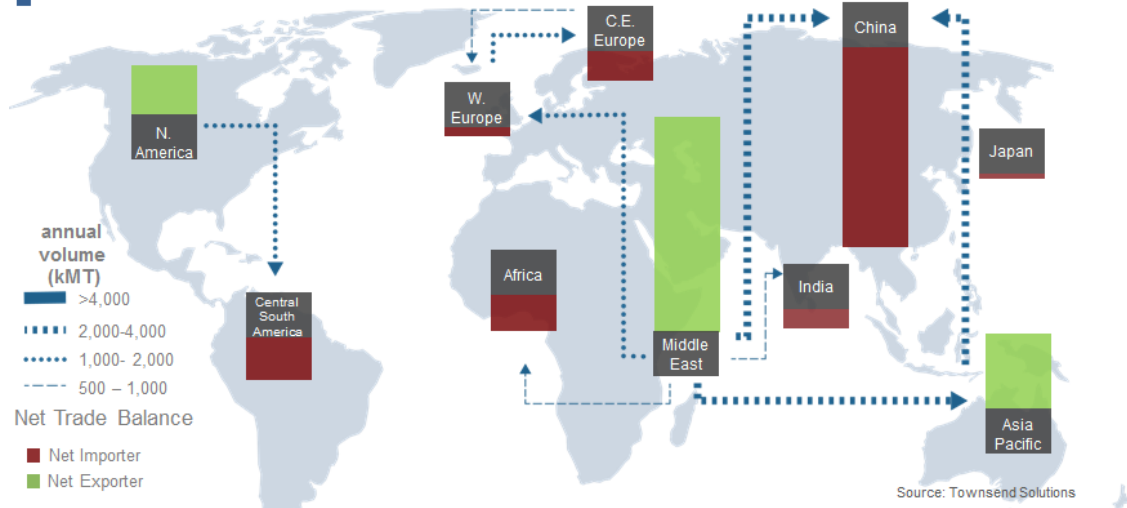 C.E.
Europe
China
W.
Europe
N.
America
Japan
annual
volume
(kMT)
>4,000
2,000-4,000
1,000- 2,000
500 – 1,000
Africa
India
Central
South
America
Middle
East
Net Trade Balance
Net Importer
Net Exporter
Asia
Pacific
Source: Townsend Solutions